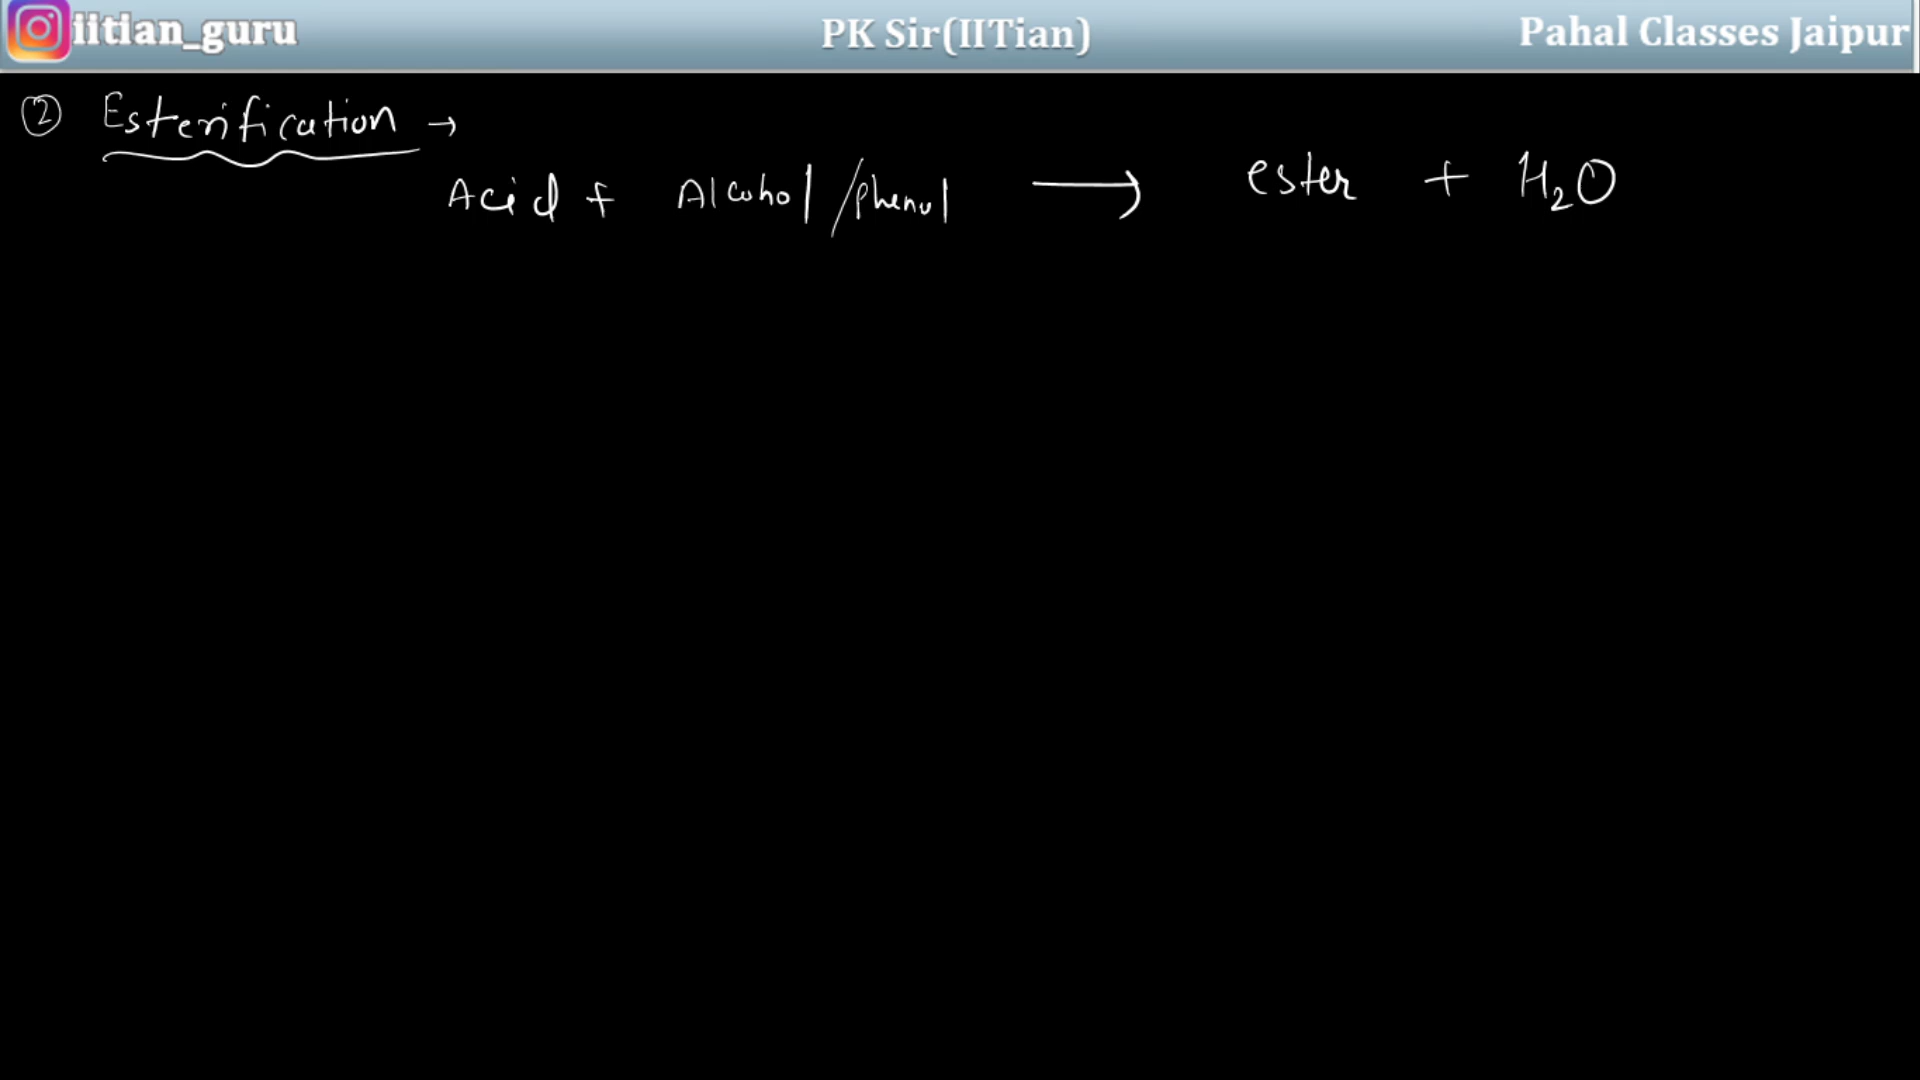 iitian_guru PK Sir(IITian) Pahal Classes Jaipur
② Esterification →
Acid + Alcohol/phenol ⟶ ester + H₂O